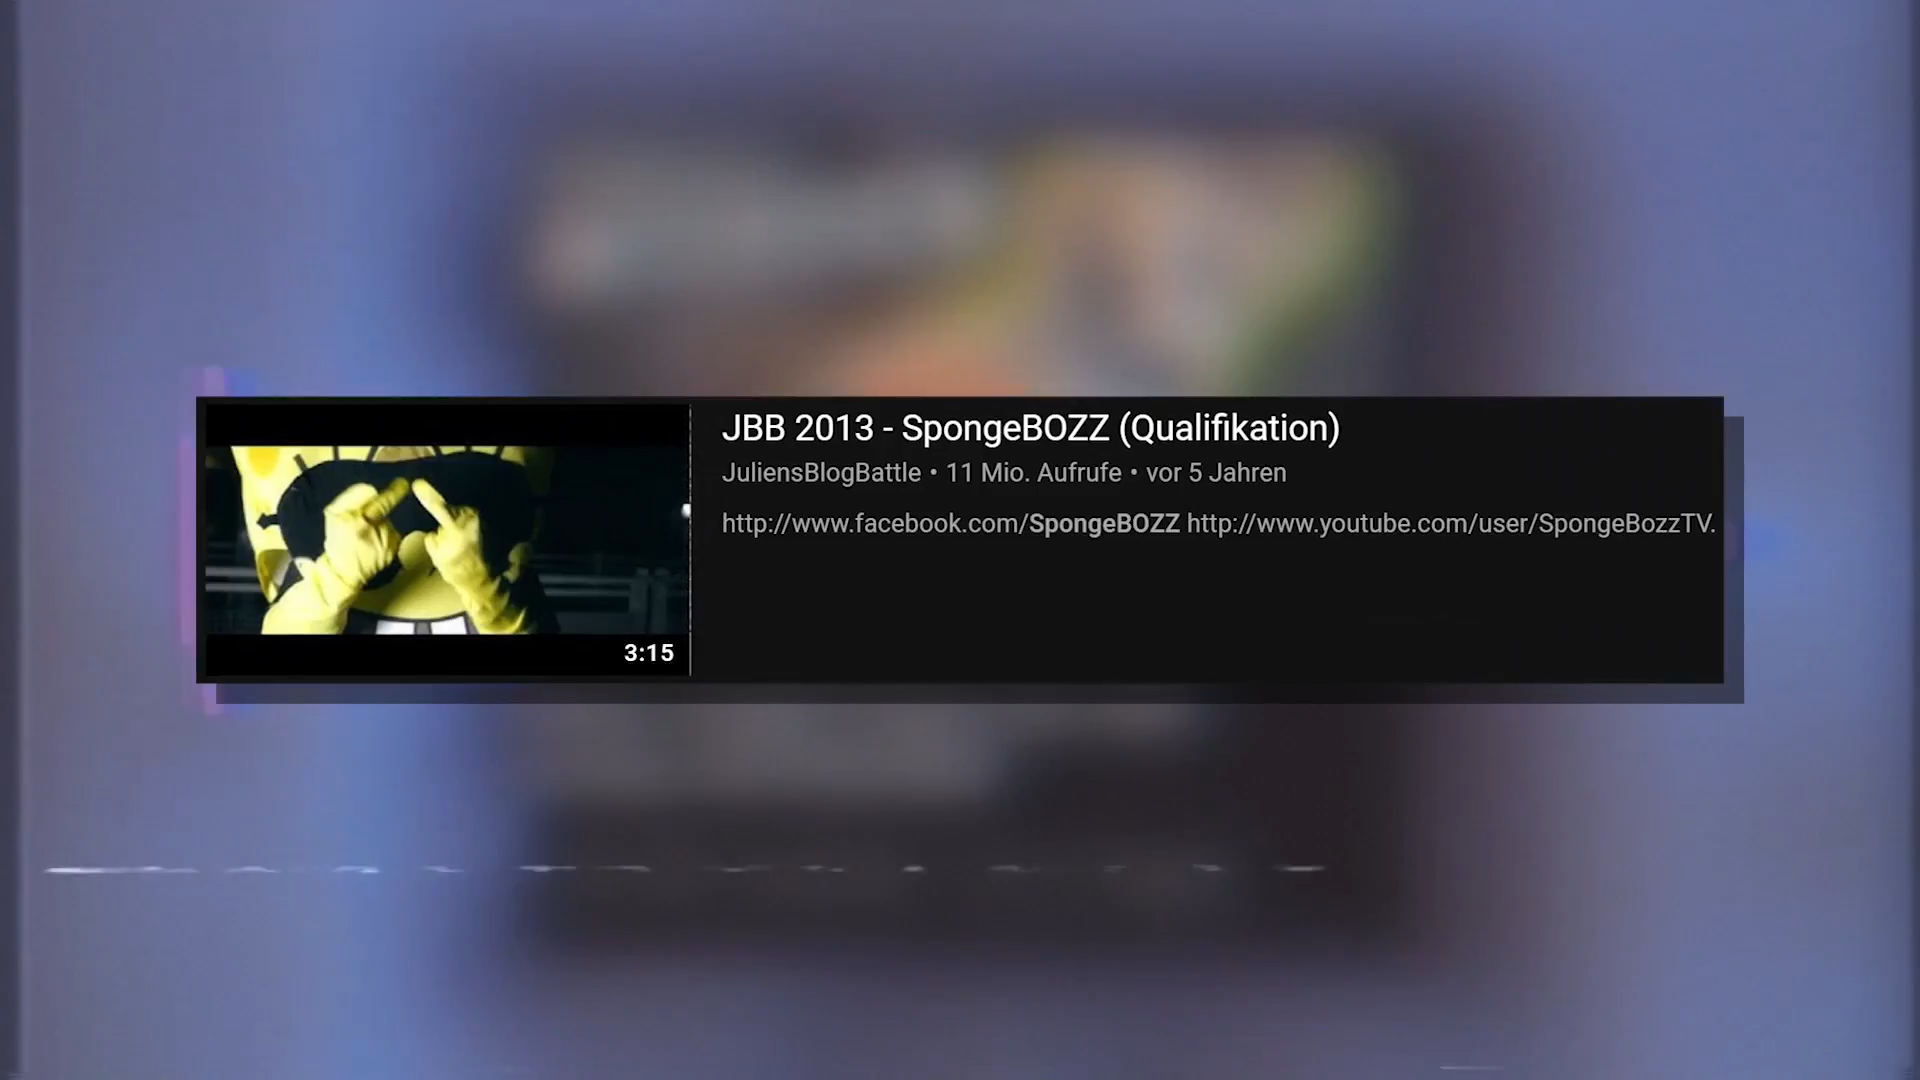 JBB 2013 - SpongeBOZZ (Qualifikation)
JuliensBlogBattle • 11 Mio. Aufrufe • vor 5 Jahren
http://www.facebook.com/SpongeBOZZ http://www.youtube.com/user/SpongeBozzTV.
3:15